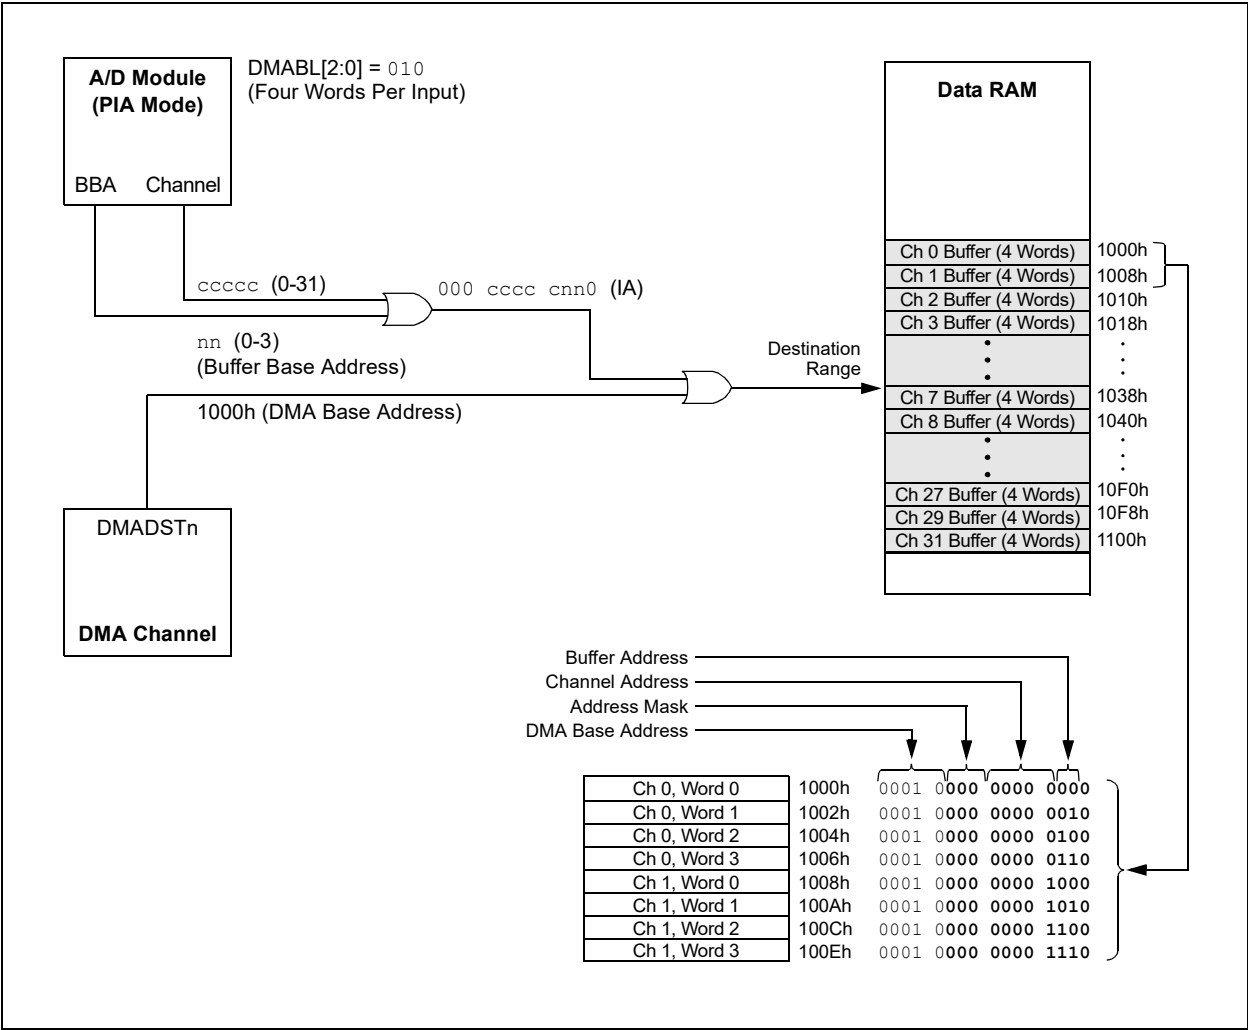 A/D Module
(PIA Mode)
BBA Channel
DMABL[2:0] = 010
(Four Words Per Input)
ccccc (0-31)
nn (0-3)
(Buffer Base Address)
000 cccc cnn0 (IA)
1000h (DMA Base Address)
Destination
Range
DMADSTn
DMA Channel
Data RAM
Ch 0 Buffer (4 Words) 1000h
Ch 1 Buffer (4 Words) 1008h
Ch 2 Buffer (4 Words) 1010h
Ch 3 Buffer (4 Words) 1018h
Ch 7 Buffer (4 Words) 1038h
Ch 8 Buffer (4 Words) 1040h
Ch 27 Buffer (4 Words) 10F0h
Ch 29 Buffer (4 Words) 10F8h
Ch 31 Buffer (4 Words) 1100h
Buffer Address
Channel Address
Address Mask
DMA Base Address
Ch 0, Word 0 1000h 0001 0000 0000 0000
Ch 0, Word 1 1002h 0001 0000 0000 0010
Ch 0, Word 2 1004h 0001 0000 0000 0100
Ch 0, Word 3 1006h 0001 0000 0000 0110
Ch 1, Word 0 1008h 0001 0000 0000 1000
Ch 1, Word 1 100Ah 0001 0000 0000 1010
Ch 1, Word 2 100Ch 0001 0000 0000 1100
Ch 1, Word 3 100Eh 0001 0000 0000 1110